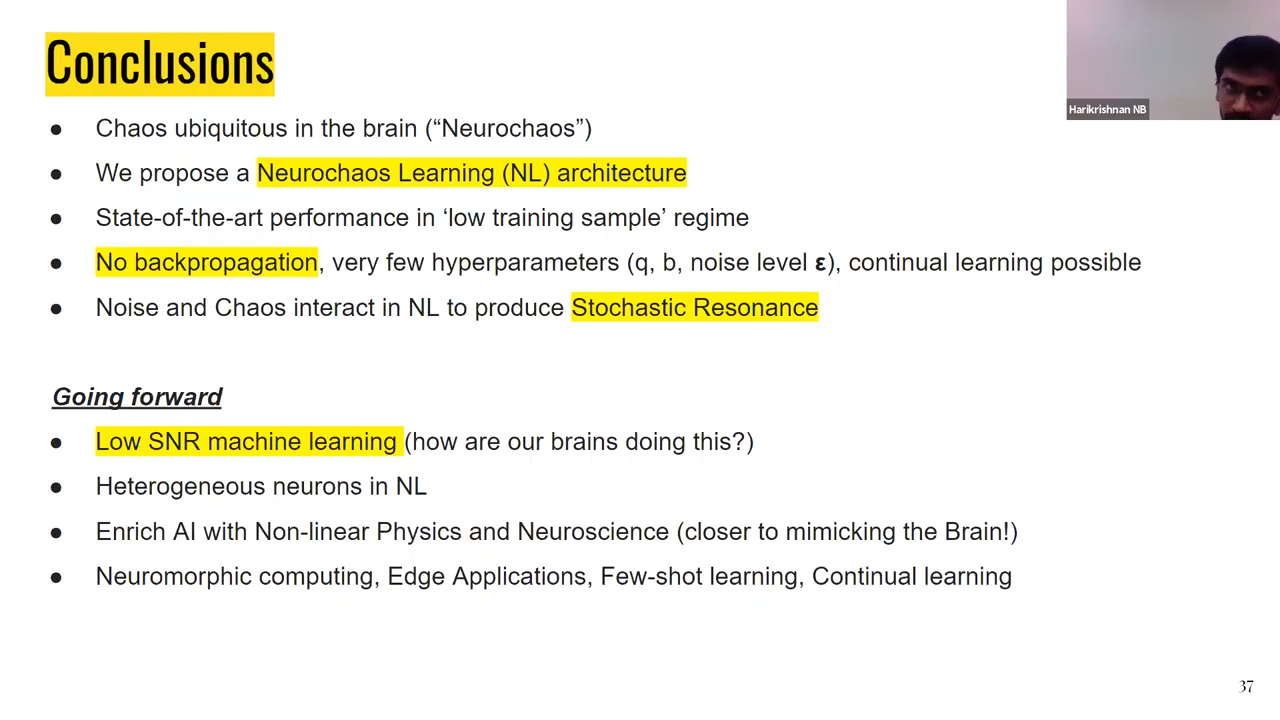 Conclusions
Harikrishnan NB
● Chaos ubiquitous in the brain (“Neurochaos”)
● We propose a Neurochaos Learning (NL) architecture
● State-of-the-art performance in ‘low training sample’ regime
● No backpropagation, very few hyperparameters (q, b, noise level ε), continual learning possible
● Noise and Chaos interact in NL to produce Stochastic Resonance
Going forward
● Low SNR machine learning (how are our brains doing this?)
● Heterogeneous neurons in NL
● Enrich AI with Non-linear Physics and Neuroscience (closer to mimicking the Brain!)
● Neuromorphic computing, Edge Applications, Few-shot learning, Continual learning
37